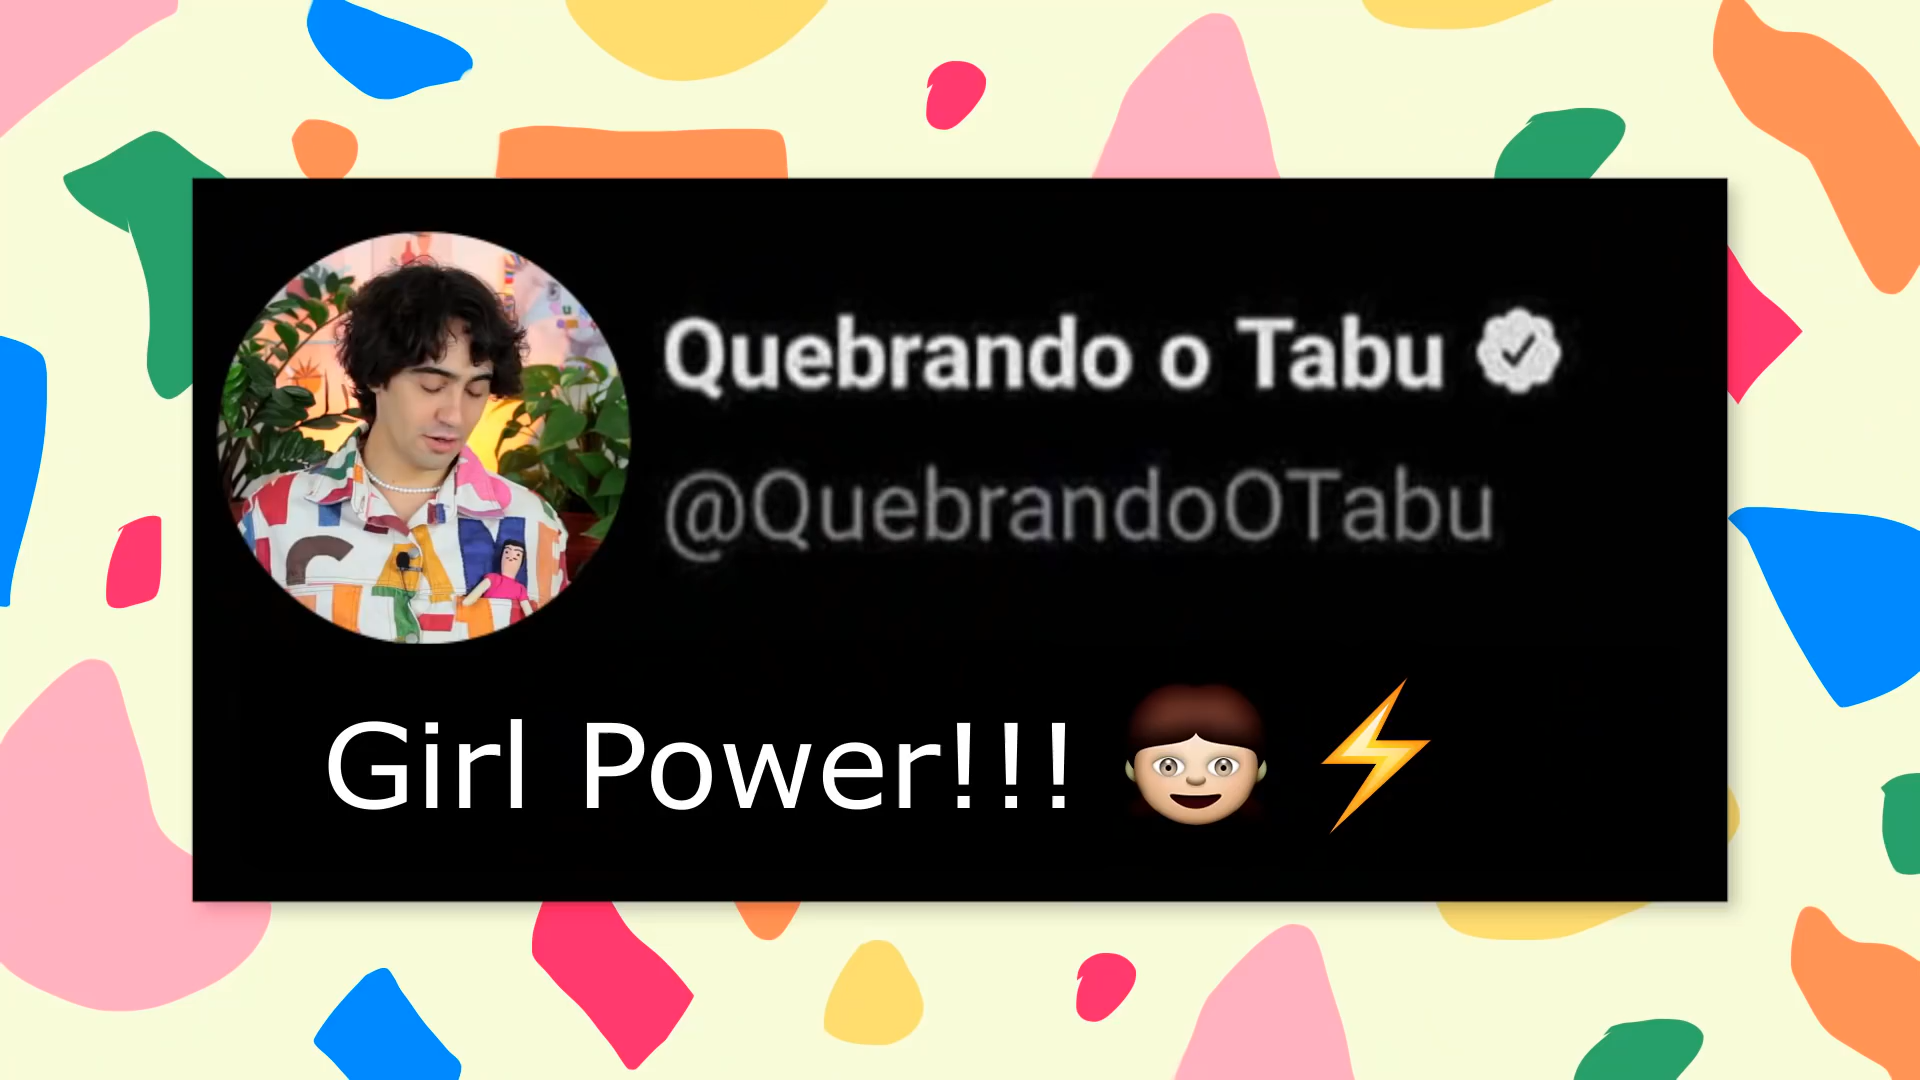 Quebrando o Tabu
@QuebrandoOTabu
Girl Power!!! 👧 ⚡